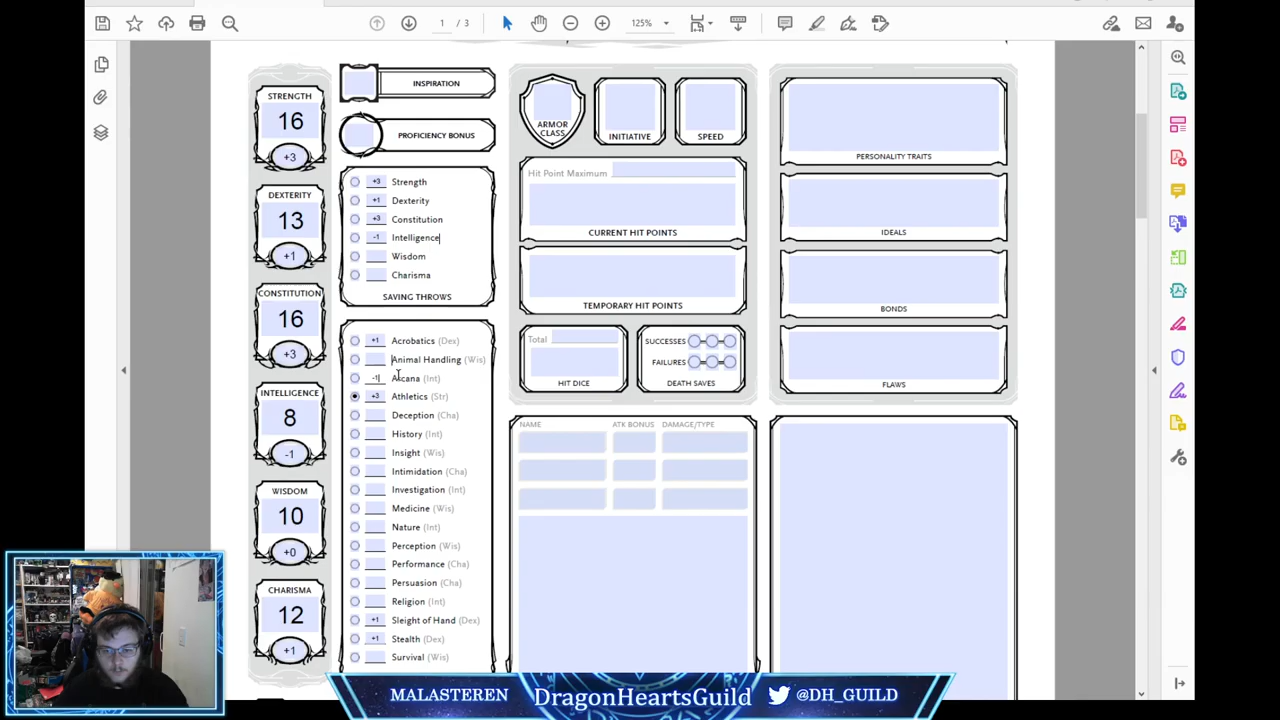 1 / 3
125%
STRENGTH
16
+3
DEXTERITY
13
+1
CONSTITUTION
16
+3
INTELLIGENCE
8
-1
WISDOM
10
+0
CHARISMA
12
+1
INSPIRATION
PROFICIENCY BONUS
+3 Strength
+1 Dexterity
+3 Constitution
-1 Intelligence
Wisdom
Charisma
SAVING THROWS
+1 Acrobatics (Dex)
Animal Handling (Wis)
-1 Arcana (Int)
+3 Athletics (Str)
Deception (Cha)
History (Int)
Insight (Wis)
Intimidation (Cha)
Investigation (Int)
Medicine (Wis)
Nature (Int)
Perception (Wis)
Performance (Cha)
Persuasion (Cha)
Religion (Int)
+1 Sleight of Hand (Dex)
+1 Stealth (Dex)
Survival (Wis)
ARMOR
CLASS
INITIATIVE
SPEED
Hit Point Maximum
CURRENT HIT POINTS
TEMPORARY HIT POINTS
Total
HIT DICE
SUCCESSES
FAILURES
DEATH SAVES
NAME ATK BONUS DAMAGE/TYPE
PERSONALITY TRAITS
IDEALS
BONDS
FLAWS
MALASTEREN DragonHeartsGuild @DH_GUILD